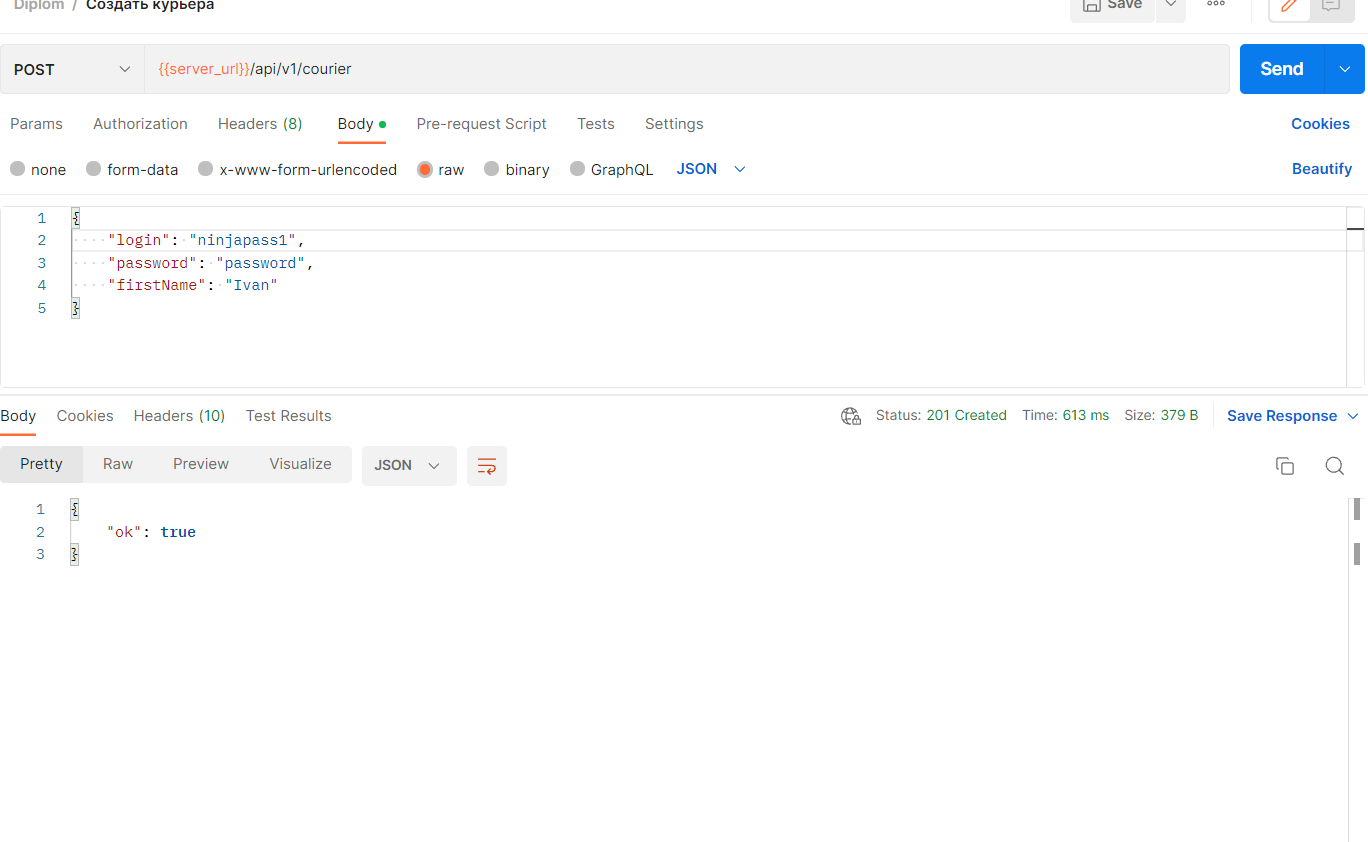 Diplom / Создать курьера
Save
POST {{server_url}}/api/v1/courier Send
Params Authorization Headers (8) Body Pre-request Script Tests Settings Cookies
none form-data x-www-form-urlencoded raw binary GraphQL JSON Beautify
1 {
2 "login": "ninjapass1",
3 "password": "password",
4 "firstName": "Ivan"
5 }
Body Cookies Headers (10) Test Results Status: 201 Created Time: 613 ms Size: 379 B Save Response
Pretty Raw Preview Visualize JSON
1 {
2 "ok": true
3 }